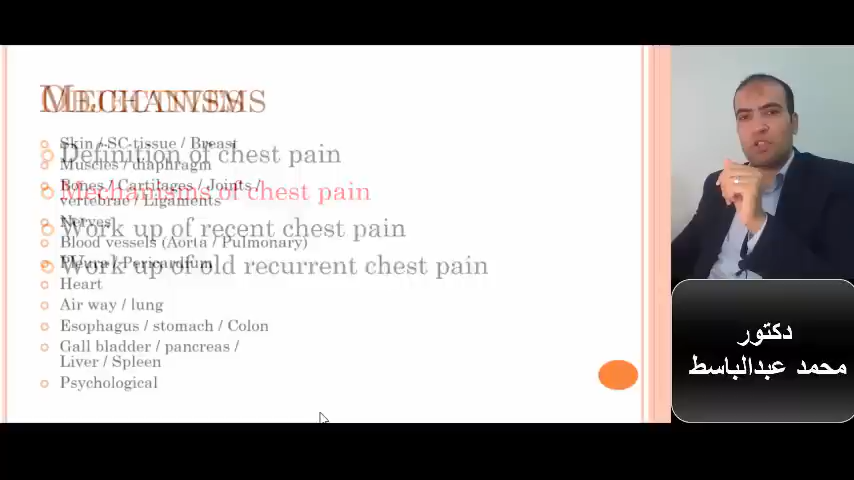 MECHANISMS
Skin / SC tissue / Breast
Definition of chest pain
Muscles / diaphragm
Bones / Cartilages / Joints /
Mechanisms of chest pain
vertebrae / Ligaments
Nerves
Work up of recent chest pain
Blood vessels (Aorta / Pulmonary)
Pleura / Pericardium
Work up of old recurrent chest pain
Heart
Air way / lung
Esophagus / stomach / Colon
Gall bladder / pancreas /
Liver / Spleen
Psychological
دكتور
محمد عبدالباسط